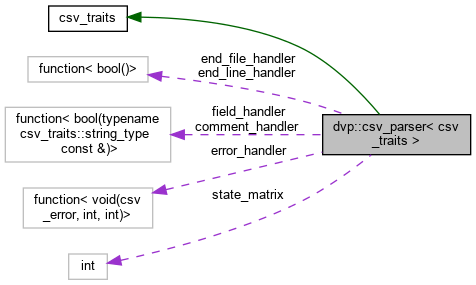 csv_traits
function< bool()>
end_file_handler
end_line_handler
function< bool(typename
csv_traits::string_type
const &)>
field_handler
comment_handler
dvp::csv_parser< csv
_traits >
error_handler
function< void(csv
_error, int, int)>
state_matrix
int